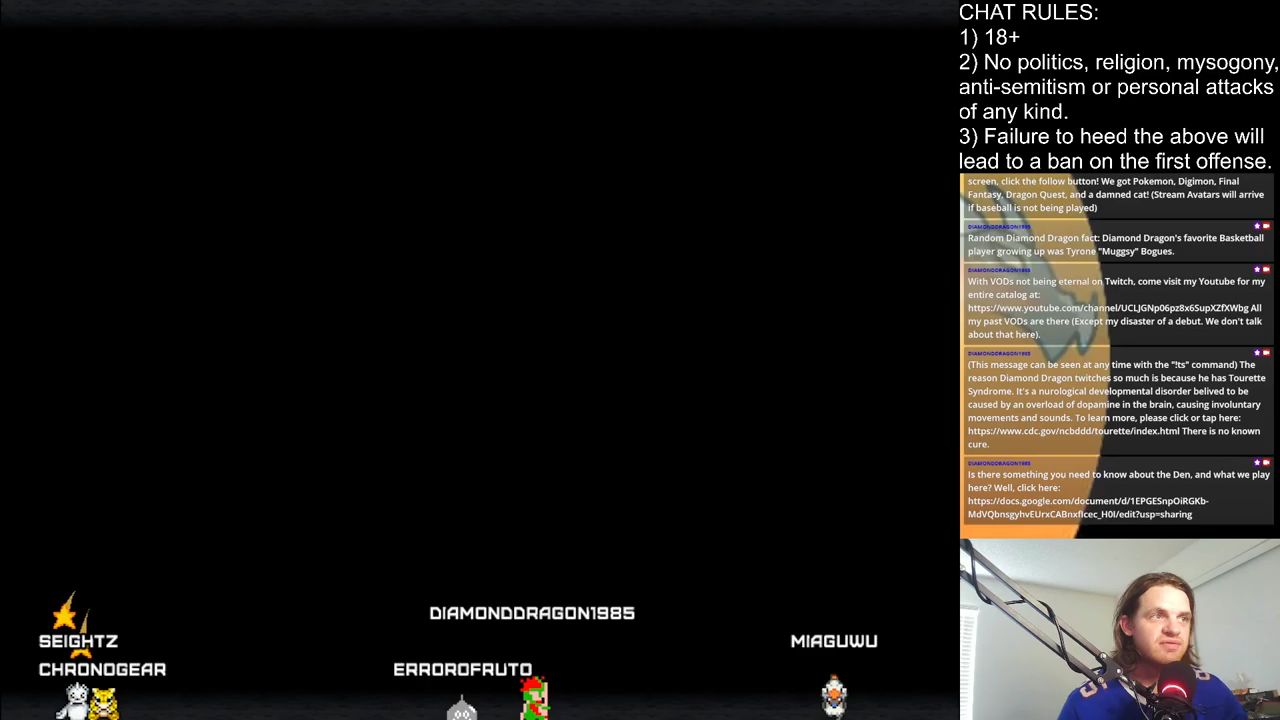 CHAT RULES:
1) 18+
2) No politics, religion, mysogony,
anti-semitism or personal attacks
of any kind.
3) Failure to heed the above will
lead to a ban on the first offense.
screen, click the follow button! We got Pokemon, Digimon, Final
Fantasy, Dragon Quest, and a damned cat! (Stream Avatars will arrive
if baseball is not being played)
DIAMONDDRAGON1985
Random Diamond Dragon fact: Diamond Dragon's favorite Basketball
player growing up was Tyrone "Muggsy" Bogues.
DIAMONDDRAGON1985
With VODs not being eternal on Twitch, come visit my Youtube for my
entire catalog at:
https://www.youtube.com/channel/UCLJGNp06pz8x6SupXZfXWbg All
my past VODs are there (Except my disaster of a debut. We don't talk
about that here).
DIAMONDDRAGON1985
(This message can be seen at any time with the "!ts" command) The
reason Diamond Dragon twitches so much is because he has Tourette
Syndrome. It's a nurological developmental disorder belived to be
caused by an overload of dopamine in the brain, causing involuntary
movements and sounds. To learn more, please click or tap here:
https://www.cdc.gov/ncbddd/tourette/index.html There is no known
cure.
DIAMONDDRAGON1985
Is there something you need to know about the Den, and what we play
here? Well, click here:
https://docs.google.com/document/d/1EPGESnpOiRGKb-
MdVQbnsgyhvEUrxCABnxfIcec_H0I/edit?usp=sharing
DIAMONDDRAGON1985
SEIGHTZ
MIAGUWU
CHRONOGEAR
ERROROFRUTO